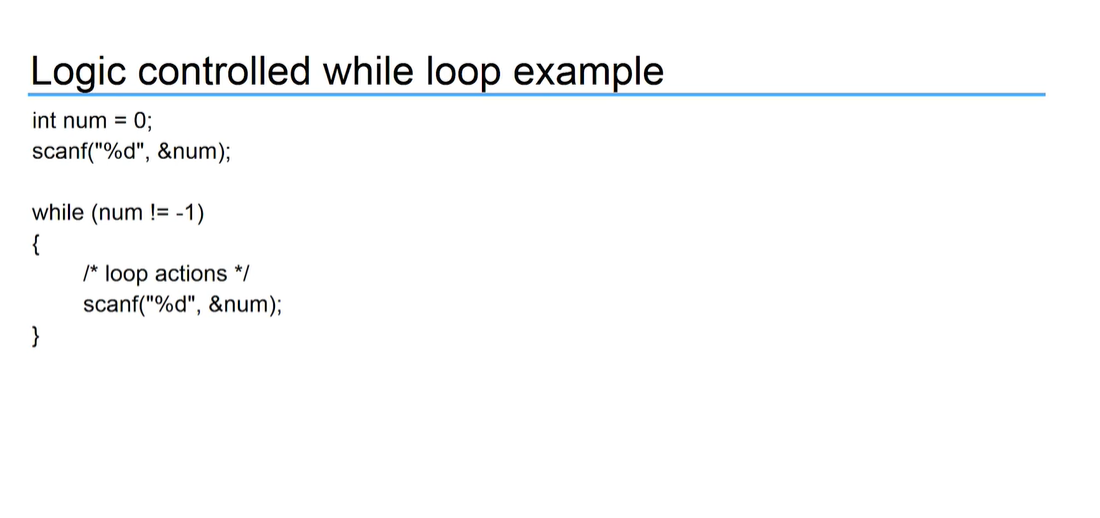 Logic controlled while loop example
int num = 0;
scanf("%d", &num);
while (num != -1)
{
/* loop actions */
scanf("%d", &num);
}